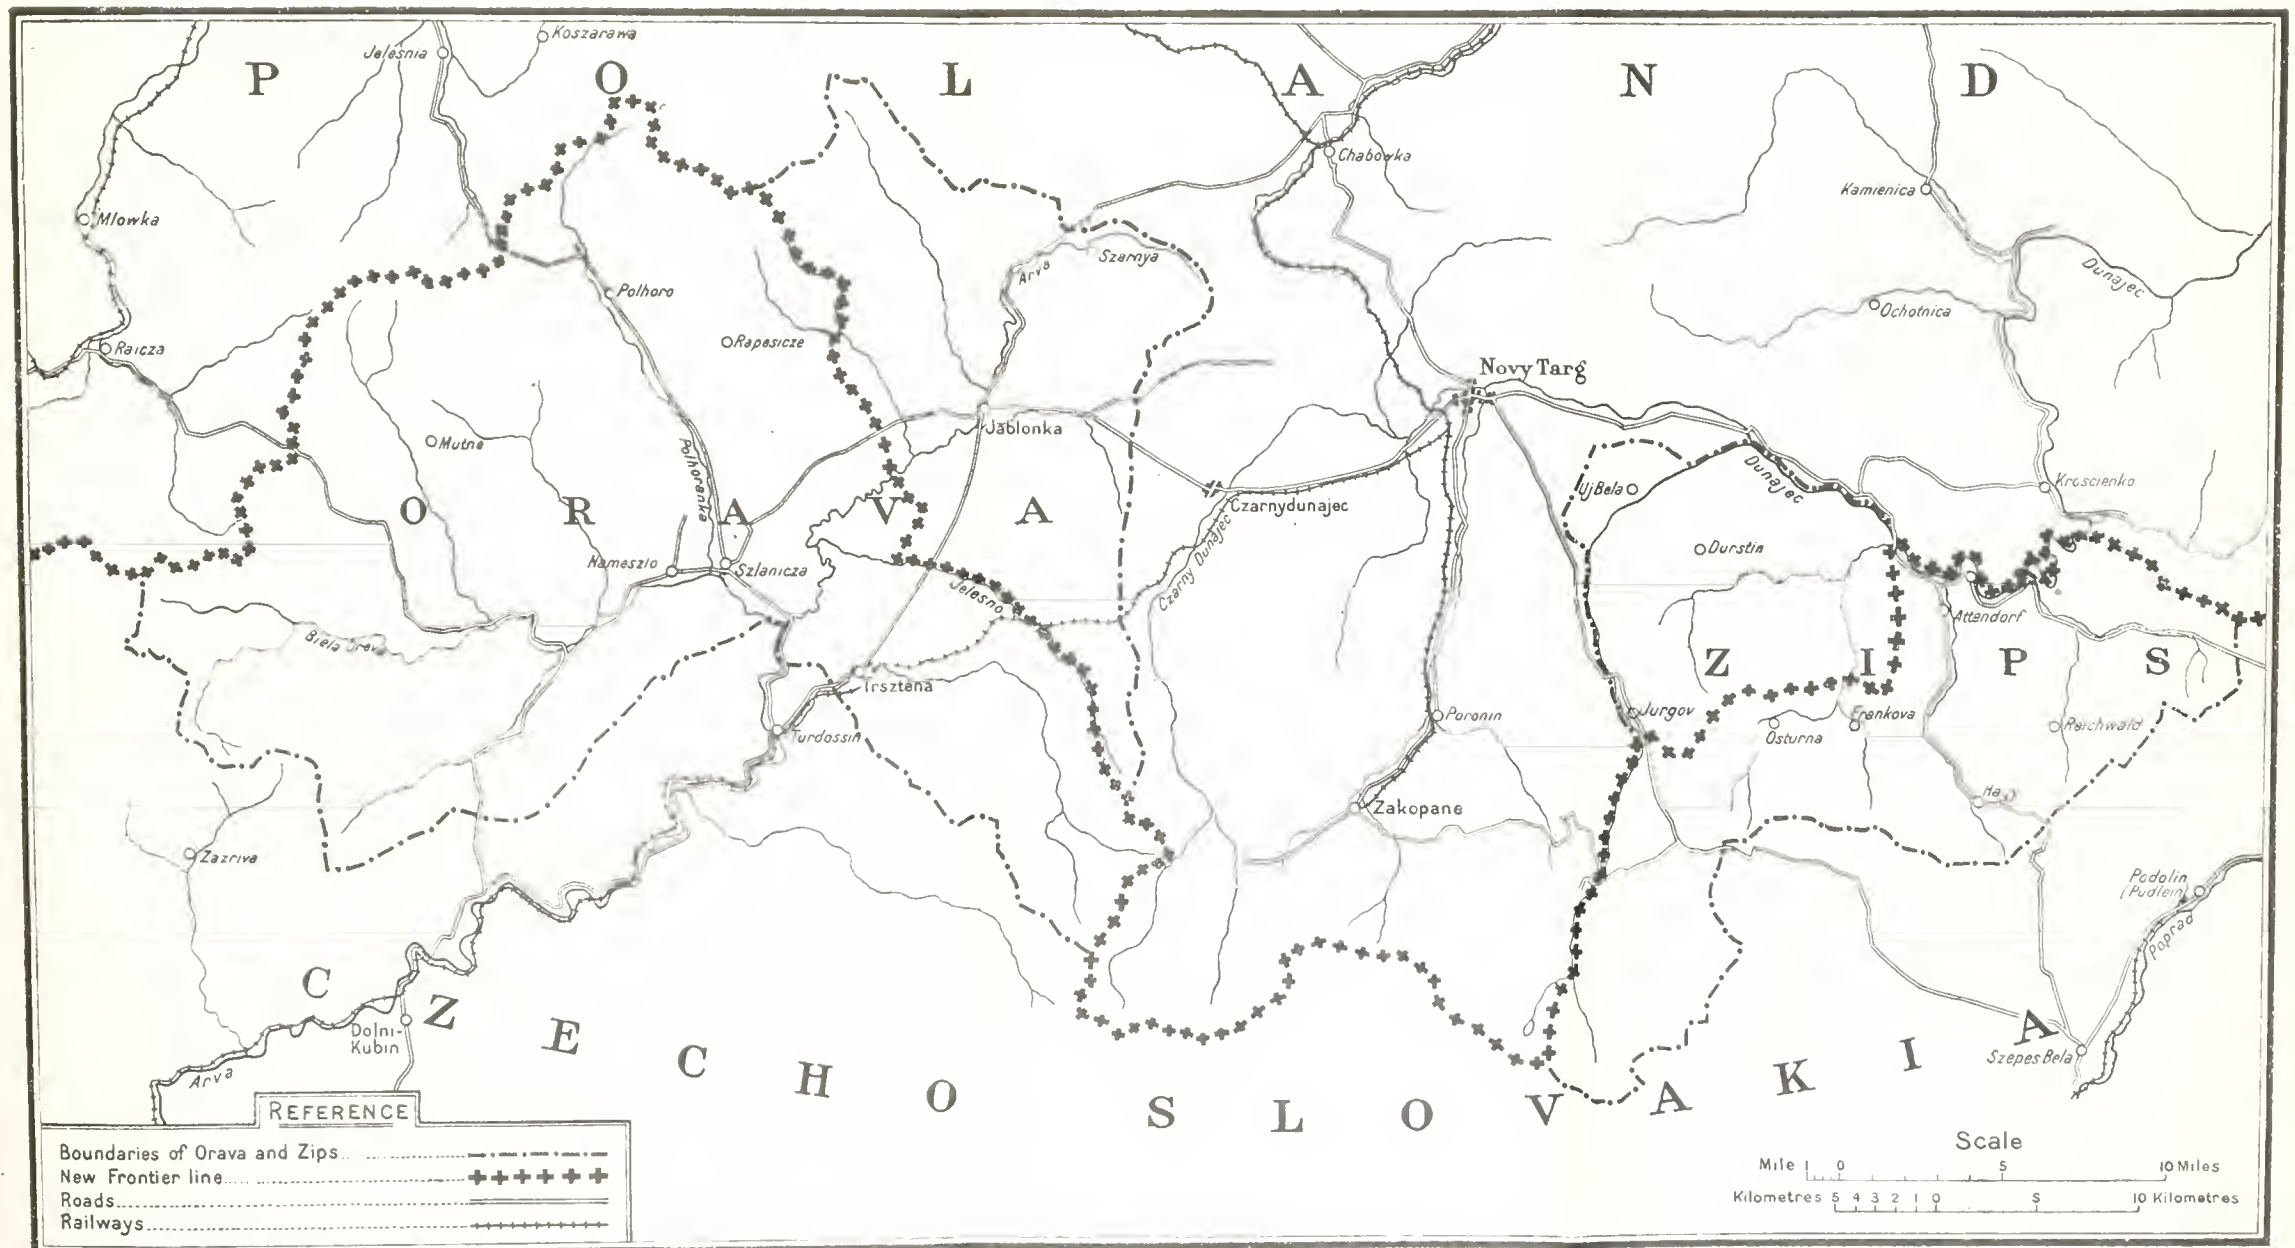 P O L A N D
Koszarawa
Jelesnia
Chabowka
Kamienica
Mlowka
Szarnya
Arva
Dunajec
Polhoro
Ochotnica
Rapesicze
Raicza
Novy Targ
Jablonka
Mutne
Polhoranka
Kroscienko
Uj Bela
Dunajec
Czarnydunajec
O R A V A
Durstin
Nameszlo
Szlanicza
Czarny Dunajec
Jelesno
Attendorf
Biela Orava
Z I P S
Trsztena
Jurgov
Frankova
Poronin
Reichwald
Turdossin
Osturna
Zakopane
Zazriva
Podolin
(Pudlein)
Poprad
C Z E C H O S L O V A K I A
Dolni-
Kubin
Szepes Bela
Arva
REFERENCE
Boundaries of Orava and Zips
New Frontier line
Roads
Railways
Scale
Mile 1 0 5 10 Miles
Kilometres 5 4 3 2 1 0 5 10 Kilometres